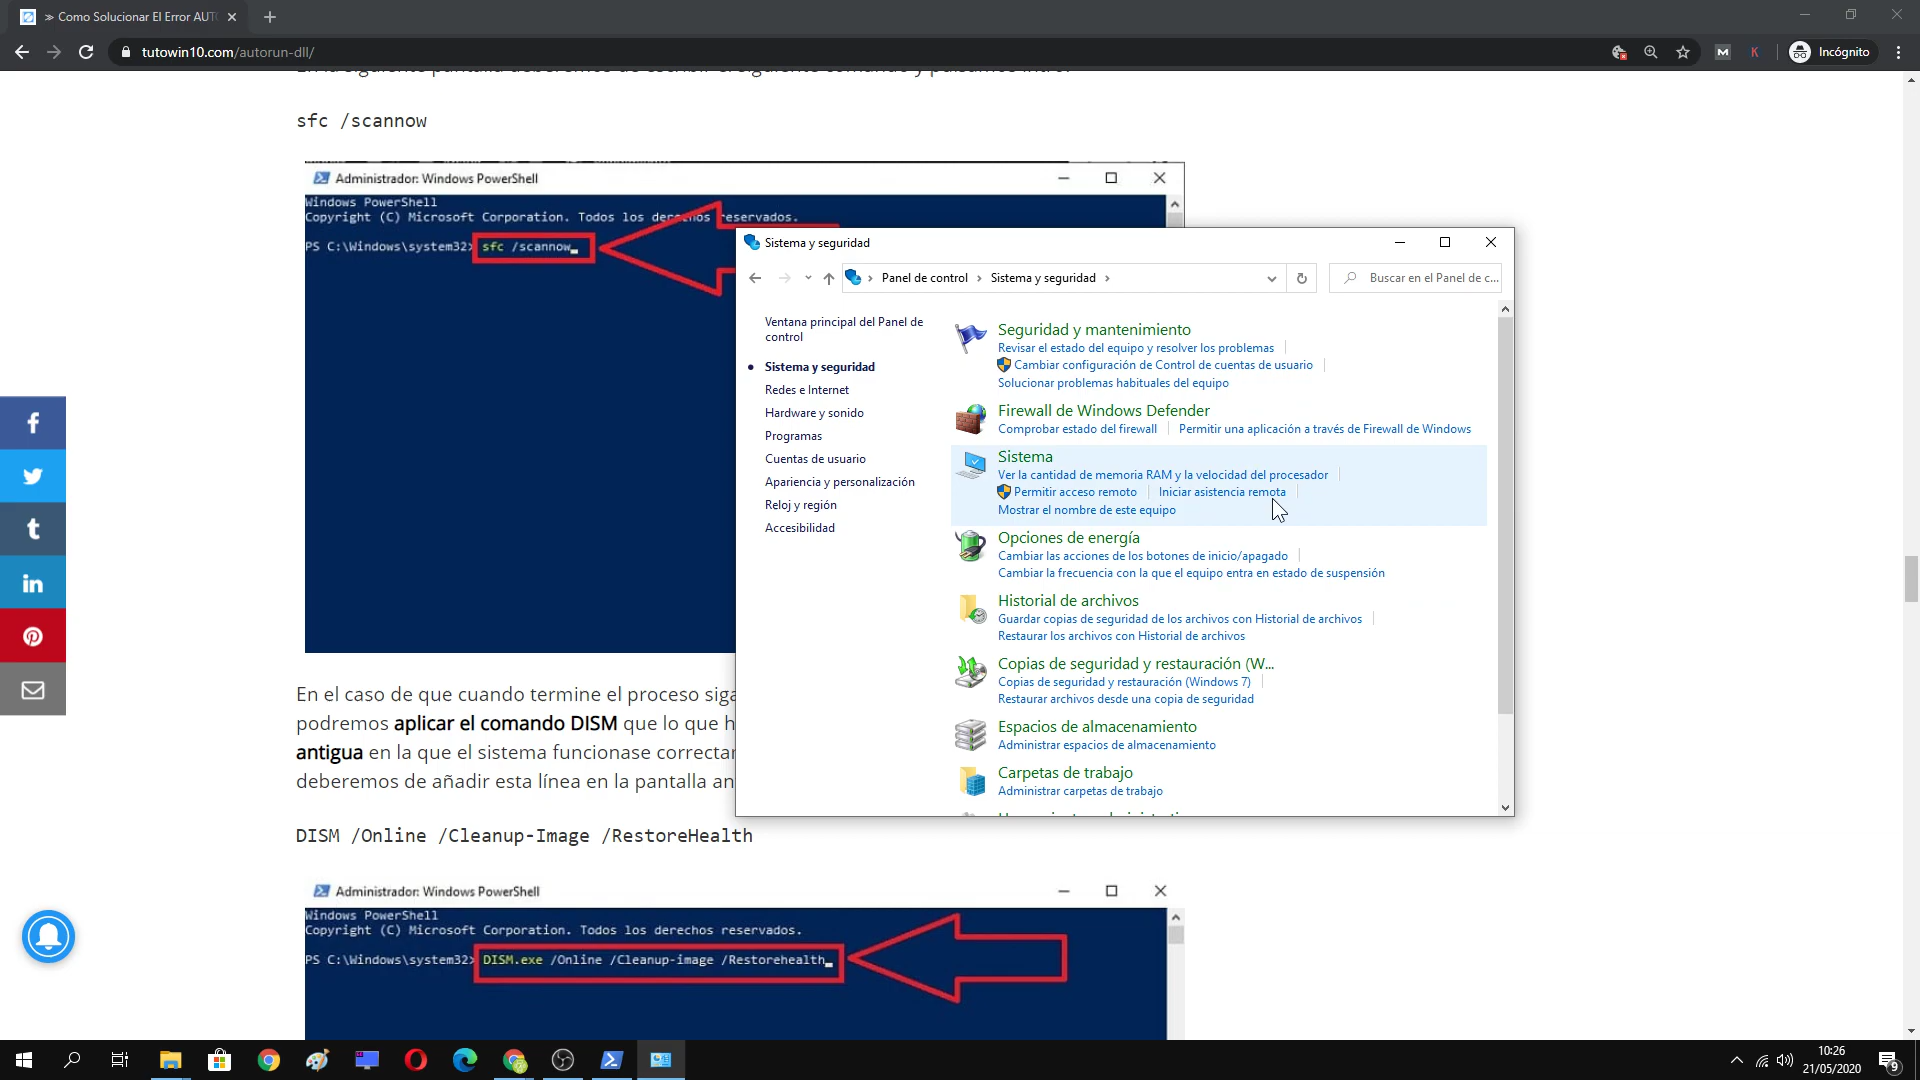 ≫ Como Solucionar El Error AUT
tutowin10.com/autorun-dll/
Incógnito
sfc /scannow
Administrador: Windows PowerShell
Windows PowerShell
Copyright (C) Microsoft Corporation. Todos los derechos reservados.
PS C:\Windows\system32> sfc /scannow
Sistema y seguridad
Panel de control
Sistema y seguridad
Buscar en el Panel de c...
Ventana principal del Panel de
control
Sistema y seguridad
Redes e Internet
Hardware y sonido
Programas
Cuentas de usuario
Apariencia y personalización
Reloj y región
Accesibilidad
Seguridad y mantenimiento
Revisar el estado del equipo y resolver los problemas
Cambiar configuración de Control de cuentas de usuario
Solucionar problemas habituales del equipo
Firewall de Windows Defender
Comprobar estado del firewall
Permitir una aplicación a través de Firewall de Windows
Sistema
Ver la cantidad de memoria RAM y la velocidad del procesador
Permitir acceso remoto
Iniciar asistencia remota
Mostrar el nombre de este equipo
Opciones de energía
Cambiar las acciones de los botones de inicio/apagado
Cambiar la frecuencia con la que el equipo entra en estado de suspensión
Historial de archivos
Guardar copias de seguridad de los archivos con Historial de archivos
Restaurar los archivos con Historial de archivos
Copias de seguridad y restauración (W...
Copias de seguridad y restauración (Windows 7)
Restaurar archivos desde una copia de seguridad
Espacios de almacenamiento
Administrar espacios de almacenamiento
Carpetas de trabajo
Administrar carpetas de trabajo
En el caso de que cuando termine el proceso siga
podremos aplicar el comando DISM que lo que h
antigua en la que el sistema funcionase correctar
deberemos de añadir esta línea en la pantalla an
DISM /Online /Cleanup-Image /RestoreHealth
Administrador: Windows PowerShell
Windows PowerShell
Copyright (C) Microsoft Corporation. Todos los derechos reservados.
PS C:\Windows\system32> DISM.exe /Online /Cleanup-image /Restorehealth
10:26
21/05/2020
9